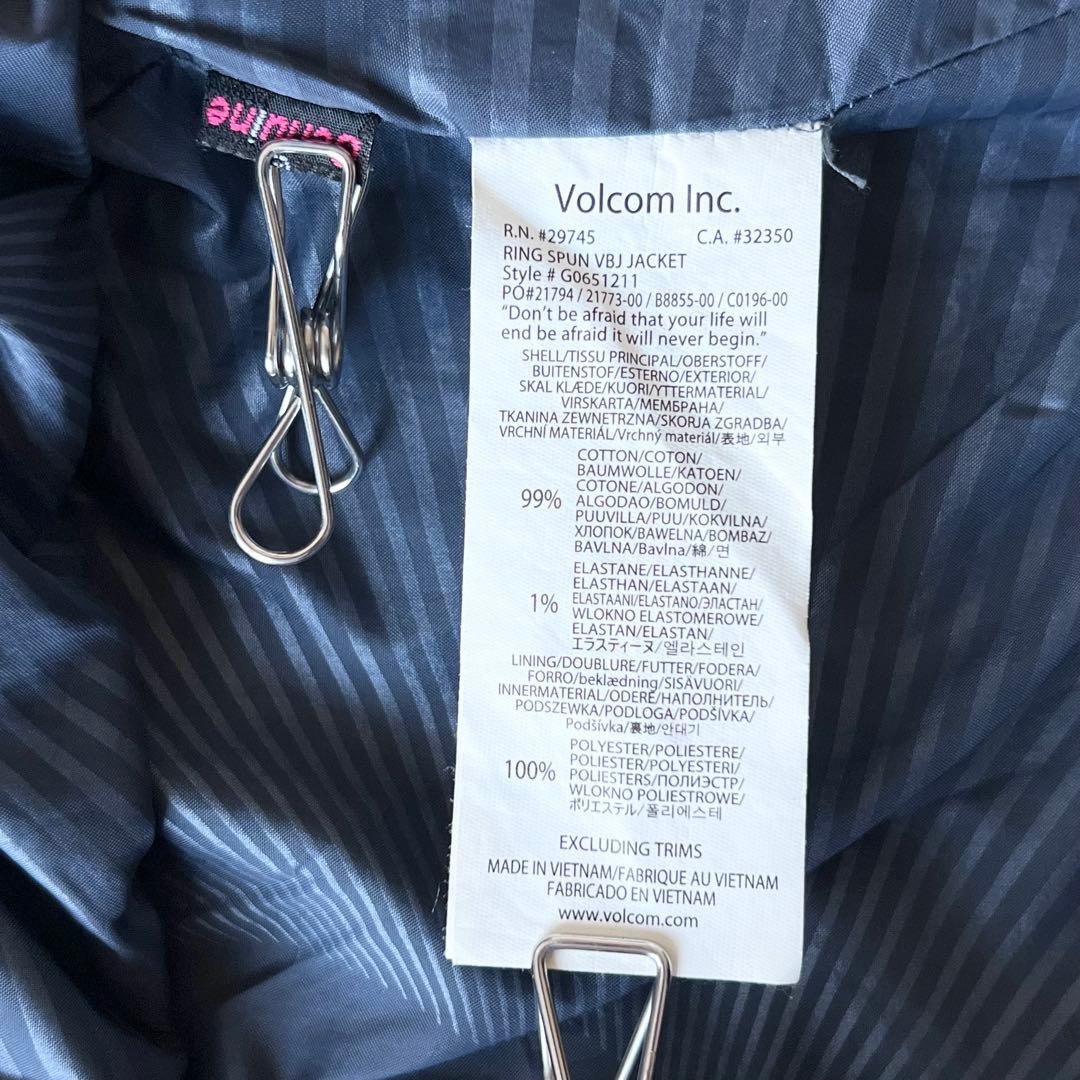 Genuine
Volcom Inc.
R.N. #29745 C.A. #32350
RING SPUN VBJ JACKET
Style # G0651211
PO#21794 / 21773-00 / B8855-00 / C0196-00
“Don’t be afraid that your life will
end be afraid it will never begin.”
SHELL/TISSU PRINCIPAL/OBERSTOFF/
BUITENSTOF/ESTERNO/EXTERIOR/
SKAL KLÆDE/KUORI/YTTERMATERIAL/
VIRSKARTA/МЕМБРАНА/
TKANINA ZEWNETRZNA/SKORJA ZGRADBA/
VRCHNÍ MATERIÁL/Vrchný materiál/表地/외부
COTTON/COTON/
BAUMWOLLE/KATOEN/
COTONE/ALGODON/
99% ALGODAO/BOMULD/
PUUVILLA/PUU/KOKVILNA/
ХЛОПОК/BAWELNA/BOMBAZ/
BAVLNA/Bavlna/綿/면
ELASTANE/ELASTHANNE/
ELASTHAN/ELASTAAN/
1% ELASTAANI/ELASTANO/ЭЛАСТАН/
WLOKNO ELASTOMEROWE/
ELASTAN/ELASTAN/
エラスティーヌ/엘라스테인
LINING/DOUBLURE/FUTTER/FODERA/
FORRO/beklædning/SISÄVUORI/
INNERMATERIAL/ODERE/НАПОЛНИТЕЛЬ/
PODSZEWKA/PODLOGA/PODŠÍVKA/
Podšívka/裏地/안대기
POLYESTER/POLIESTERE/
POLIESTER/POLYESTERI/
100% POLIESTERS/ПОЛИЭСТР/
WLOKNO POLIESTROWE/
ポリエステル/폴리에스테
EXCLUDING TRIMS
MADE IN VIETNAM/FABRIQUE AU VIETNAM
FABRICADO EN VIETNAM
www.volcom.com